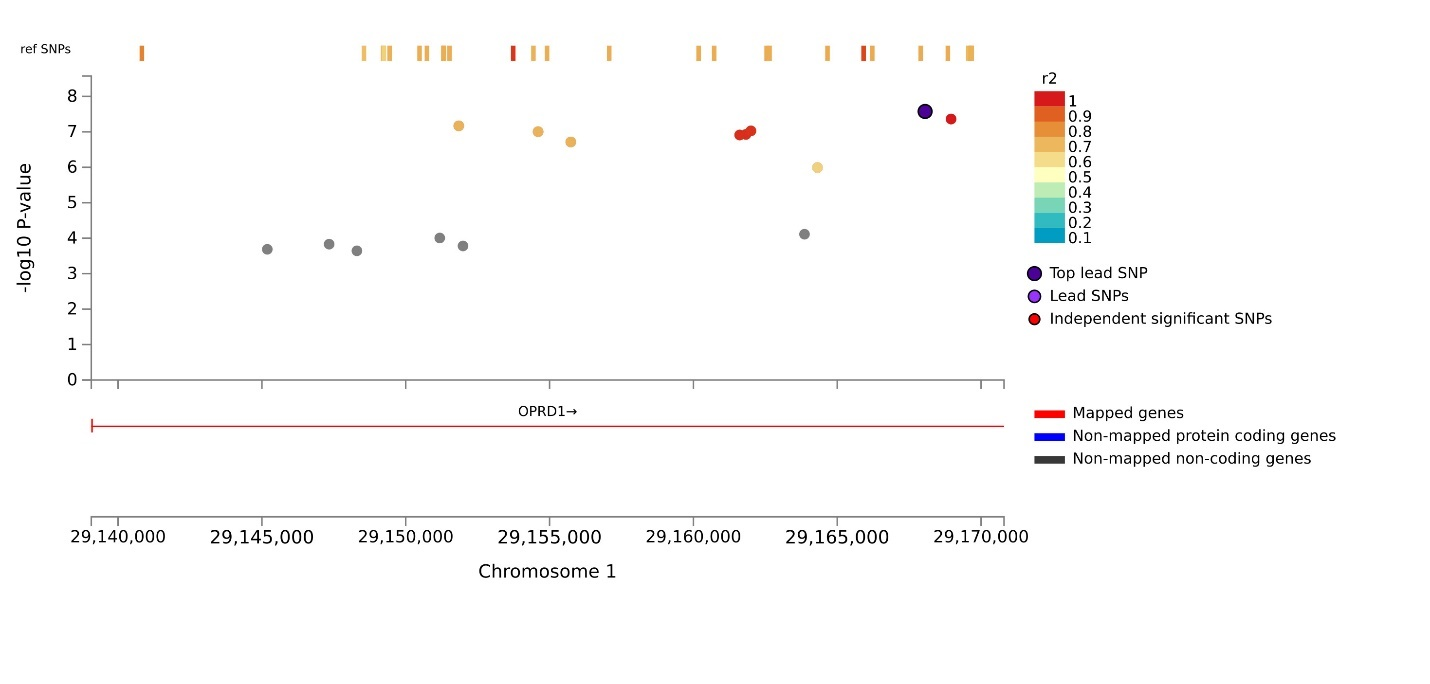 ref SNPs
r2
1
0.9
0.8
0.7
0.6
0.5
0.4
0.3
0.2
0.1
8
7
6
5
4
3
2
1
0
-log10 P-value
Top lead SNP
Lead SNPs
Independent significant SNPs
OPRD1→
Mapped genes
Non-mapped protein coding genes
Non-mapped non-coding genes
29,140,000 29,145,000 29,150,000 29,155,000 29,160,000 29,165,000 29,170,000
Chromosome 1